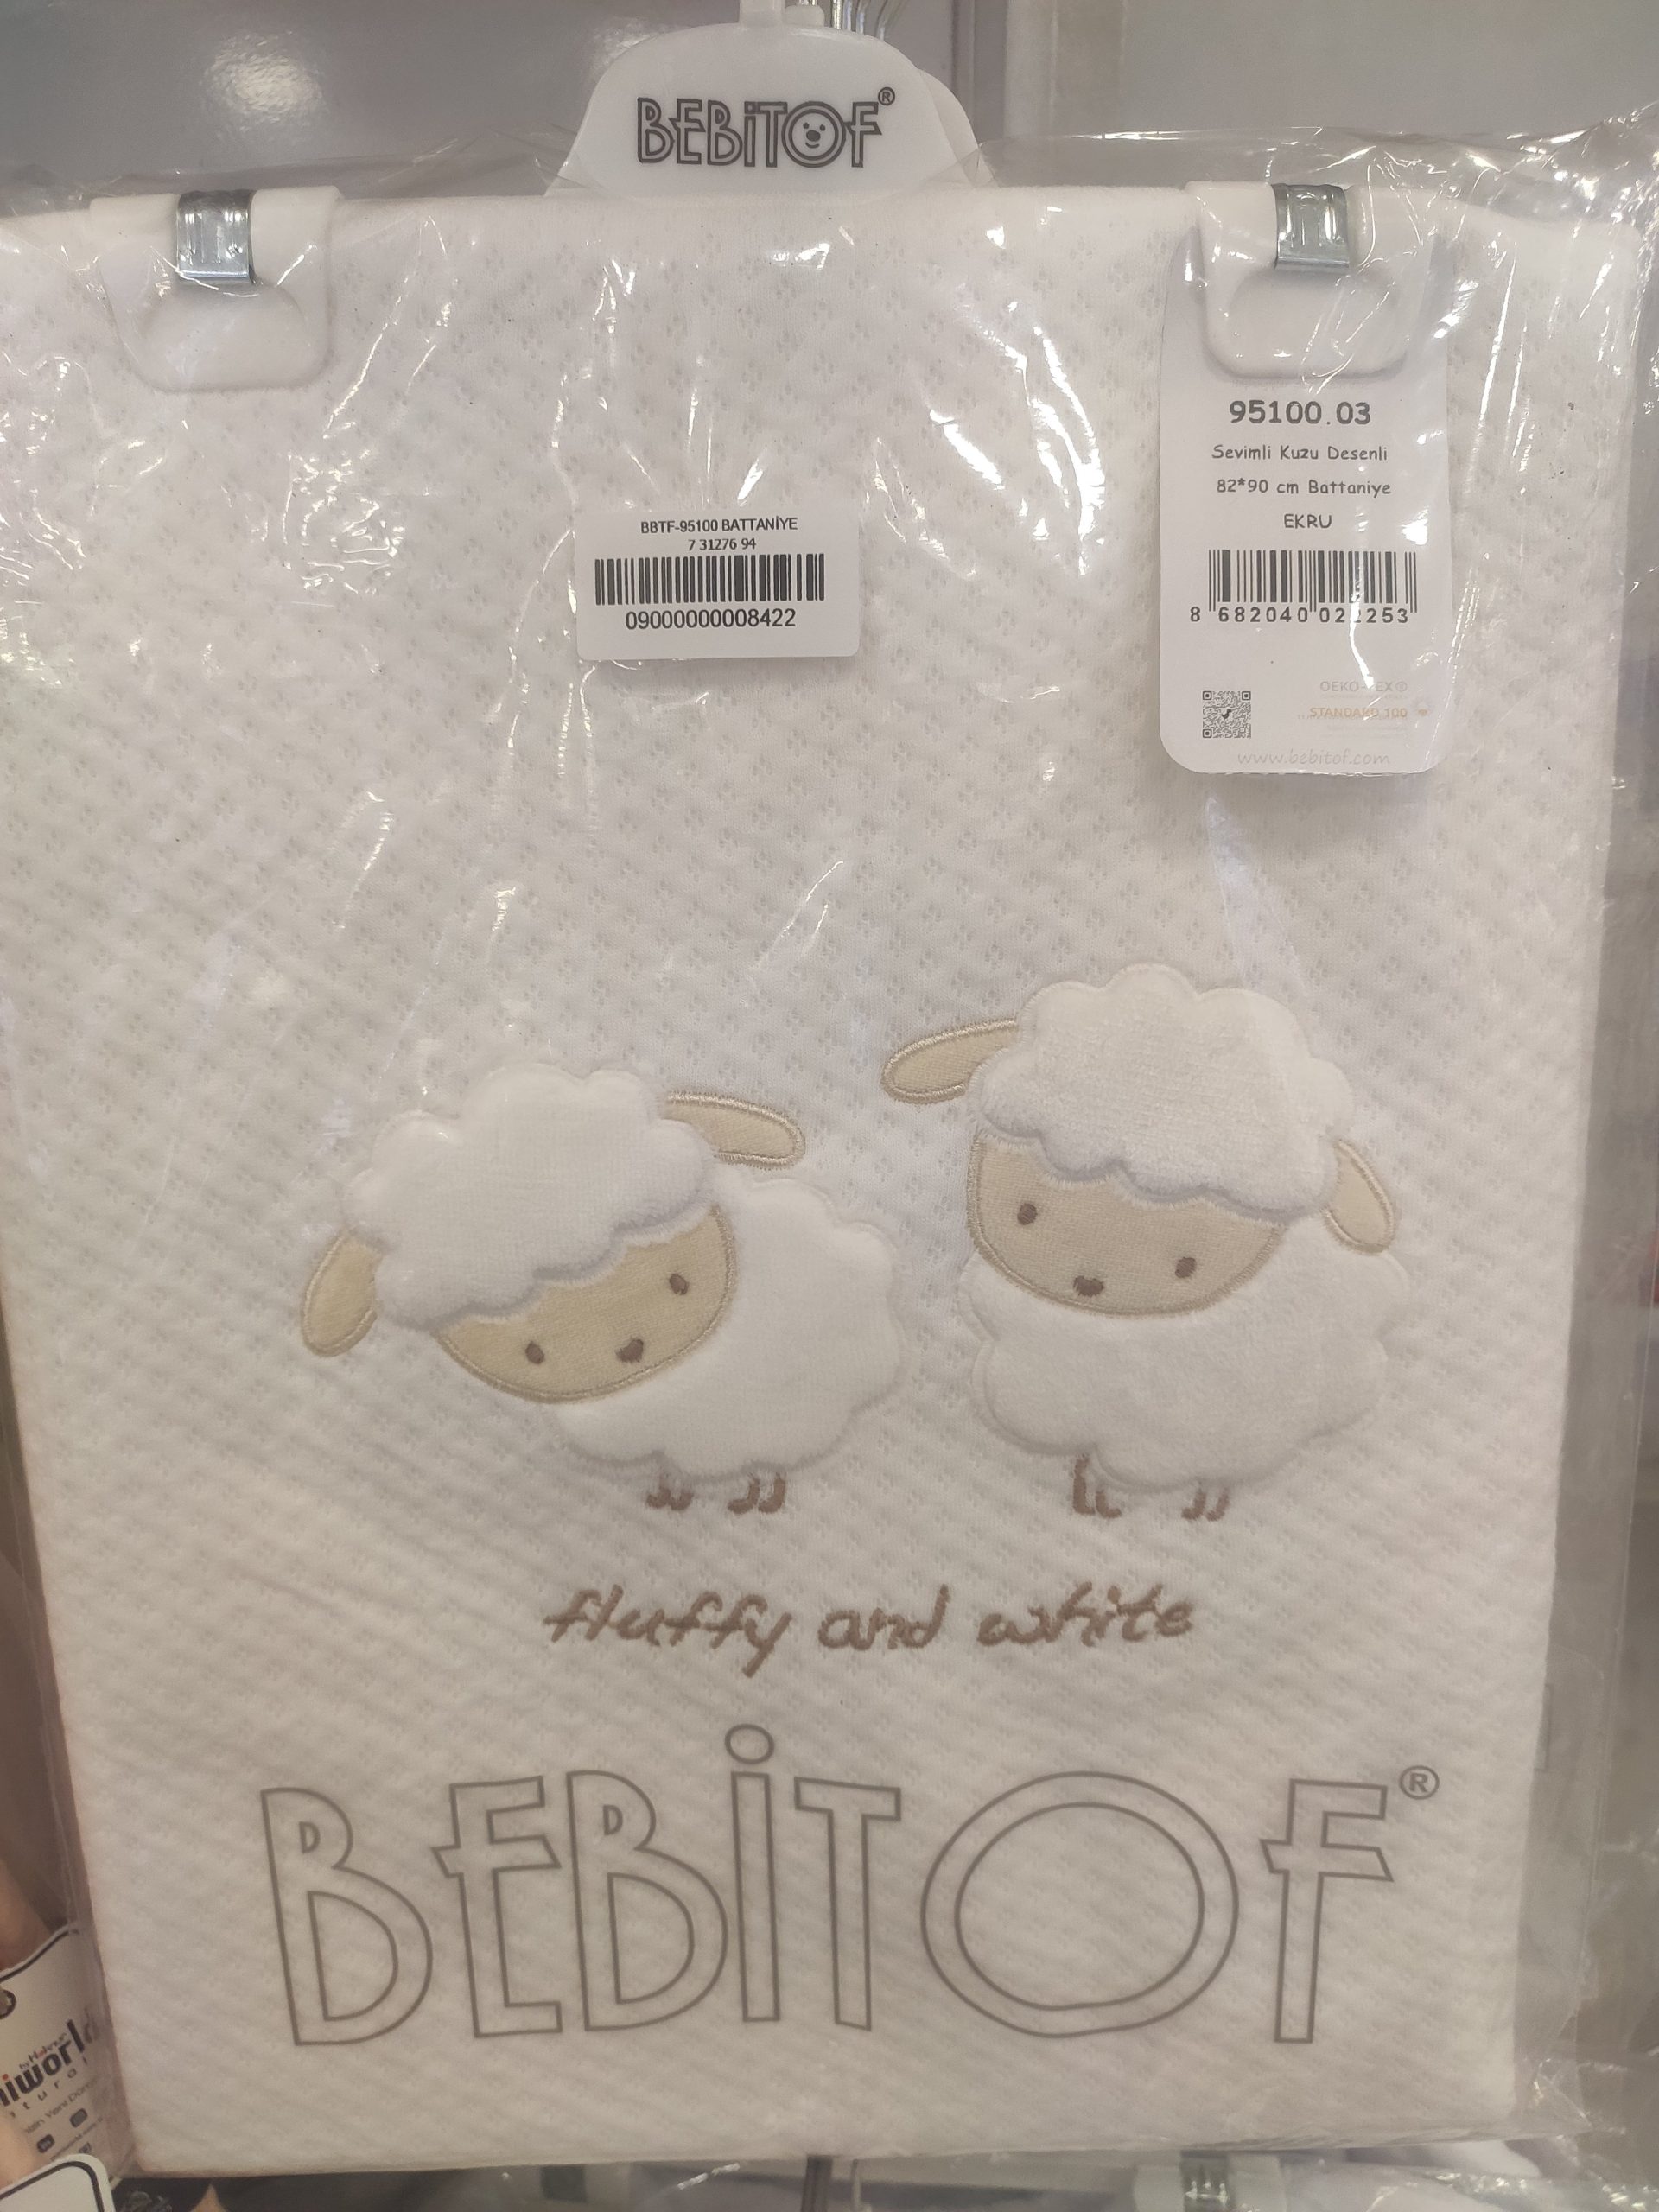 BEBİTOF®
95100.03
Sevimli Kuzu Desenli
82*90 cm Battaniye
EKRU
BBTF-95100 BATTANİYE
7 31276 94
09000000008422
STANDARD 100
www.bebitof.com
fluffy and white
BEBİTOF®